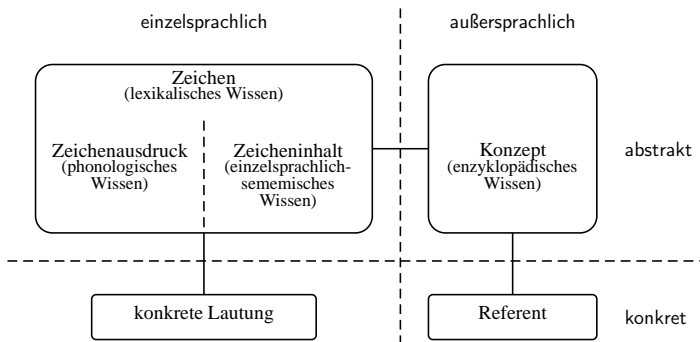 einzelsprachlich
außersprachlich
Zeichen
(lexikalisches Wissen)
Zeichenausdruck
(phonologisches
Wissen)
Zeicheninhalt
(einzelsprachlich-
sememisches
Wissen)
Konzept
(enzyklopädisches
Wissen)
abstrakt
konkrete Lautung
Referent
konkret